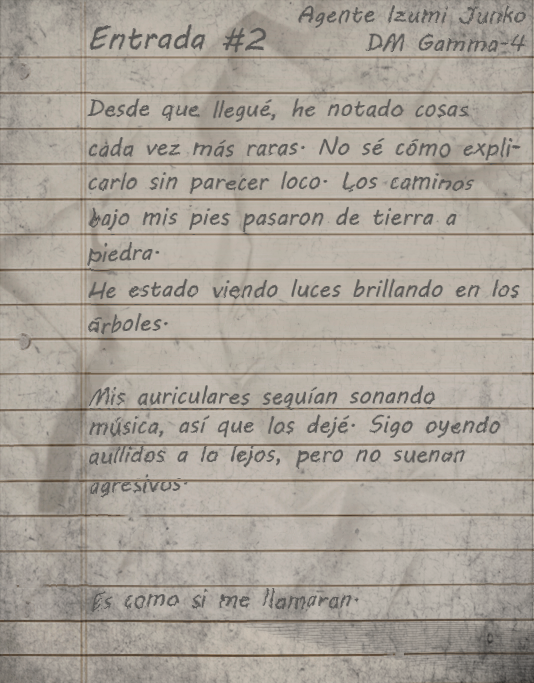 Agente Izumi Junko
Entrada #2
DM Gamma-4
Desde que llegué, he notado cosas
cada vez más raras. No sé cómo expli-
carlo sin parecer loco. Los caminos
bajo mis pies pasaron de tierra a
piedra.
He estado viendo luces brillando en los
árboles.
Mis auriculares seguían sonando
música, así que los dejé. Sigo oyendo
aullidos a lo lejos, pero no suenan
agresivos.
Es como si me llamaran.